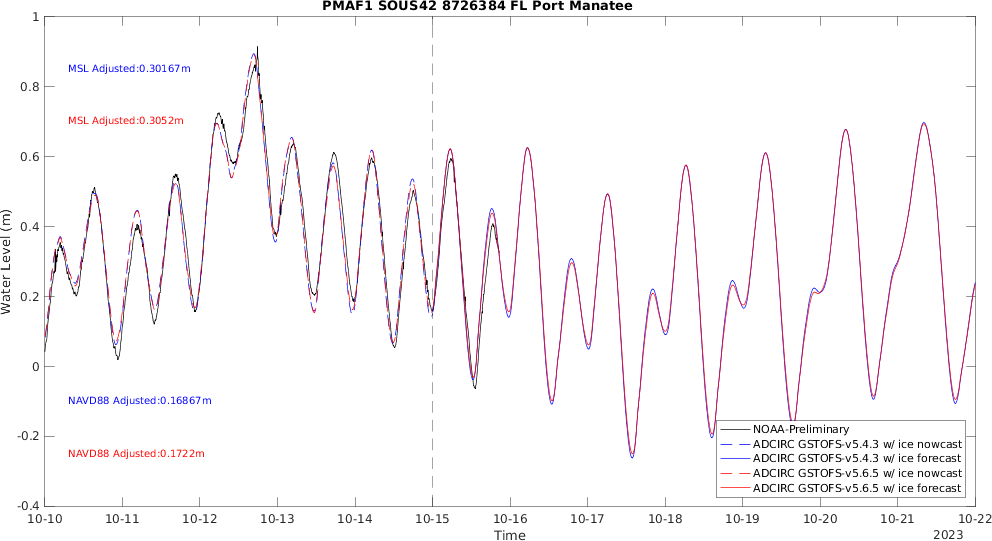 PMAF1 SOUS42 8726384 FL Port Manatee
1
0.8
0.6
0.4
0.2
0
-0.2
-0.4
Water Level (m)
MSL Adjusted:0.30167m
MSL Adjusted:0.3052m
NAVD88 Adjusted:0.16867m
NAVD88 Adjusted:0.1722m
NOAA-Preliminary
ADCIRC GSTOFS-v5.4.3 w/ ice nowcast
ADCIRC GSTOFS-v5.4.3 w/ ice forecast
ADCIRC GSTOFS-v5.6.5 w/ ice nowcast
ADCIRC GSTOFS-v5.6.5 w/ ice forecast
10-10 10-11 10-12 10-13 10-14 10-15 10-16 10-17 10-18 10-19 10-20 10-21 10-22
Time
2023